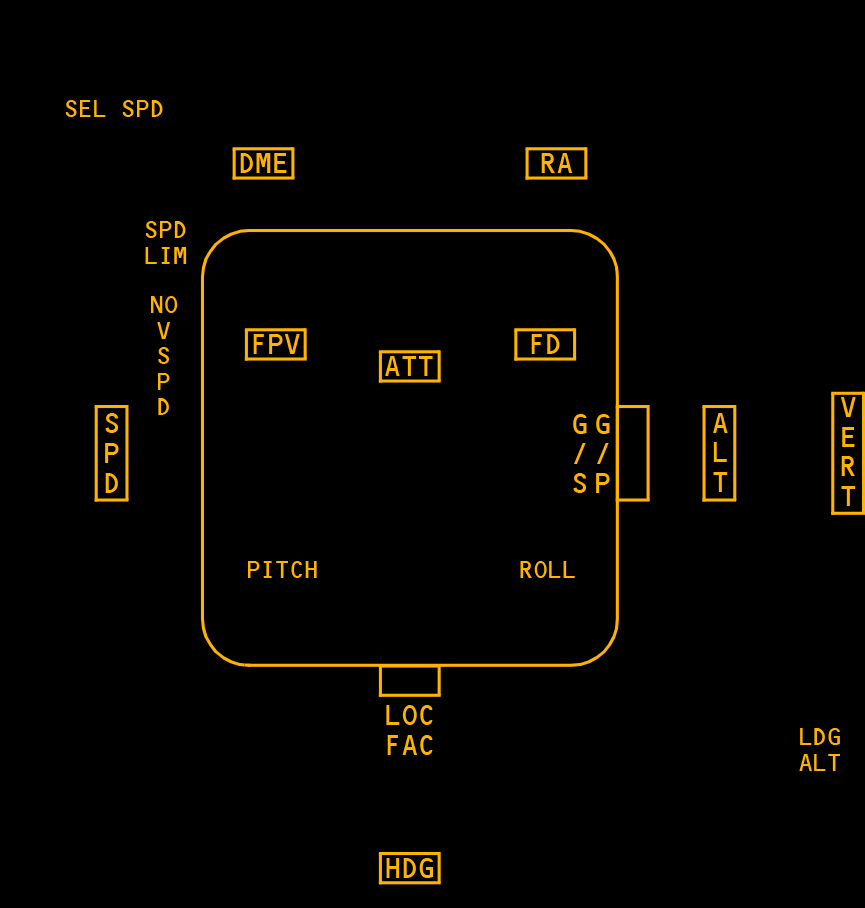 SEL SPD
DME
RA
SPD
LIM
NO
V
S
P
D
FPV
ATT
FD
SPD
G/S
G/P
ALT
VERT
PITCH
ROLL
LOC
FAC
LDG
ALT
HDG